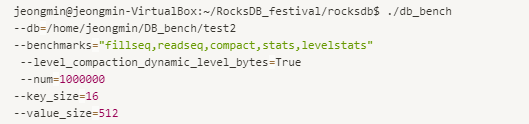 jeongmin@jeongmin-VirtualBox:~/RocksDB_festival/rocksdb$ ./db_bench
--db=/home/jeongmin/DB_bench/test2
--benchmarks="fillseq,readseq,compact,stats,levelstats"
--level_compaction_dynamic_level_bytes=True
--num=1000000
--key_size=16
--value_size=512